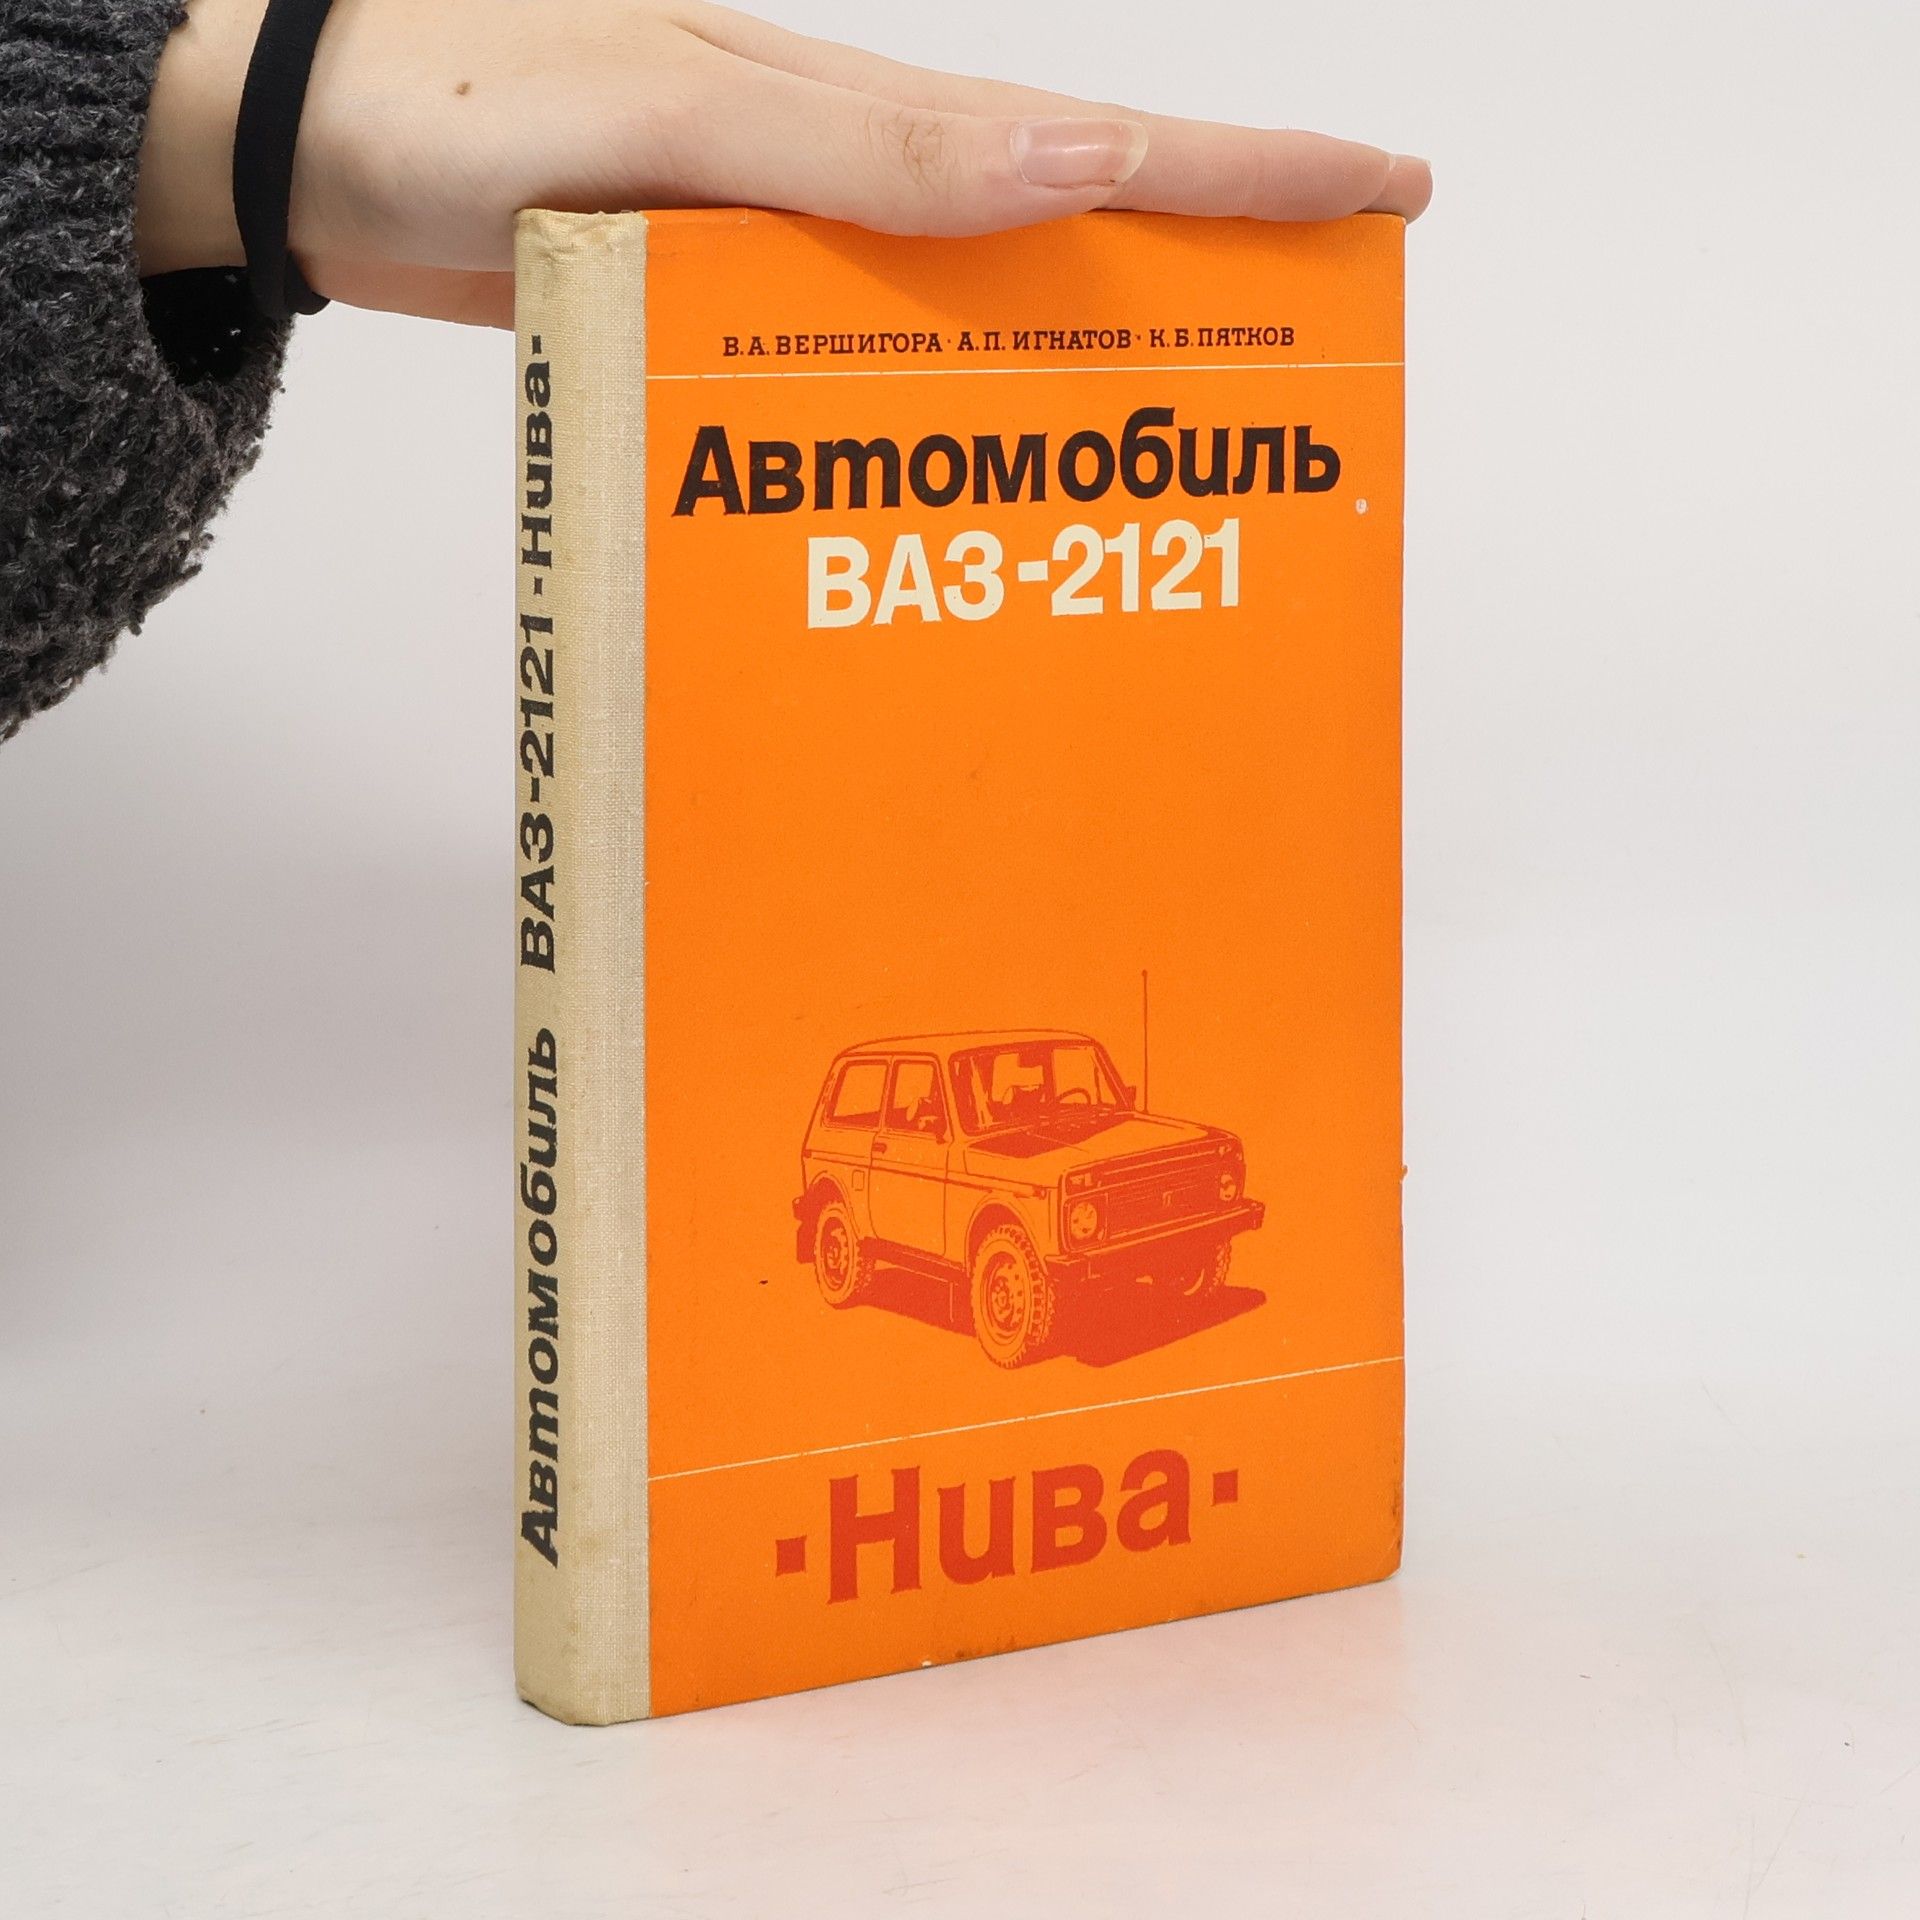 В.А.ВЕРШИГОРА·А.П.ИГНАТОВ·К.Б.ПЯТКОВ
Автомобиль
ВАЗ-2121
·Нива·
Автомобиль ВАЗ-2121·Нива·